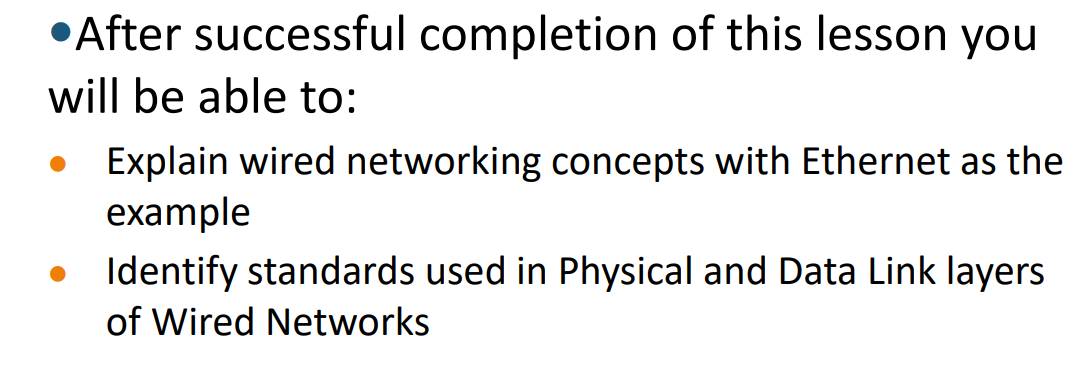 •After successful completion of this lesson you
will be able to:
• Explain wired networking concepts with Ethernet as the
example
• Identify standards used in Physical and Data Link layers
of Wired Networks